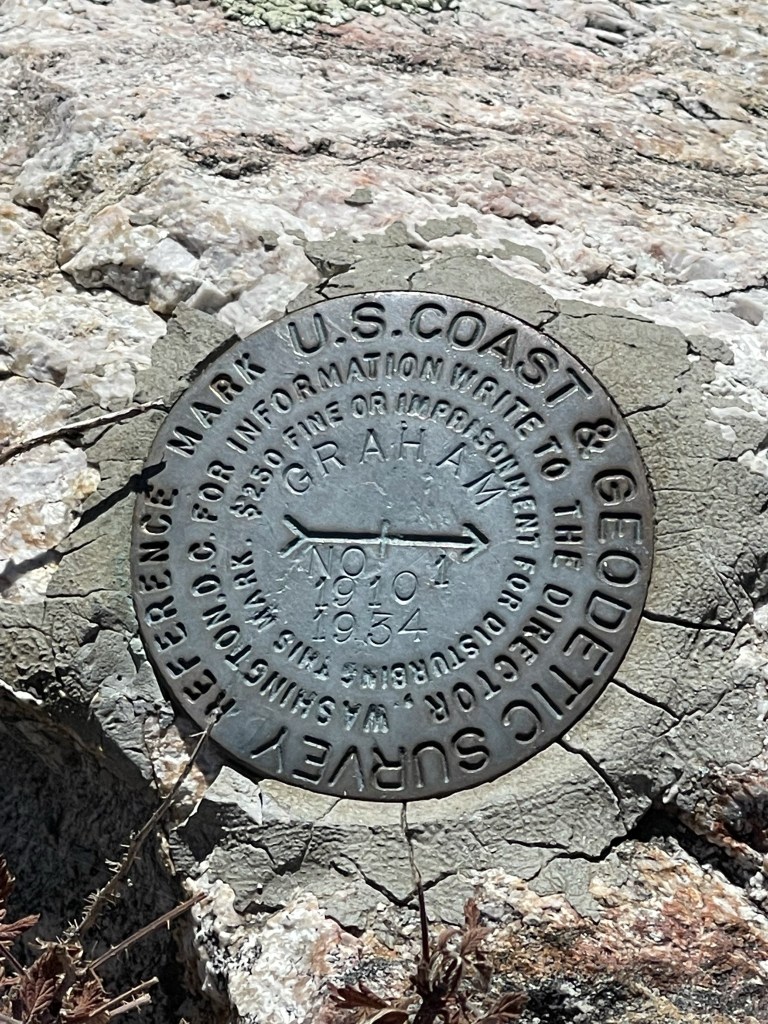 U.S. COAST & GEODETIC SURVEY REFERENCE MARK
FOR INFORMATION WRITE TO THE DIRECTOR, WASHINGTON, D.C.
$250 FINE OR IMPRISONMENT FOR DISTURBING THIS MARK.
GRAHAM
NO 1
1910
1934